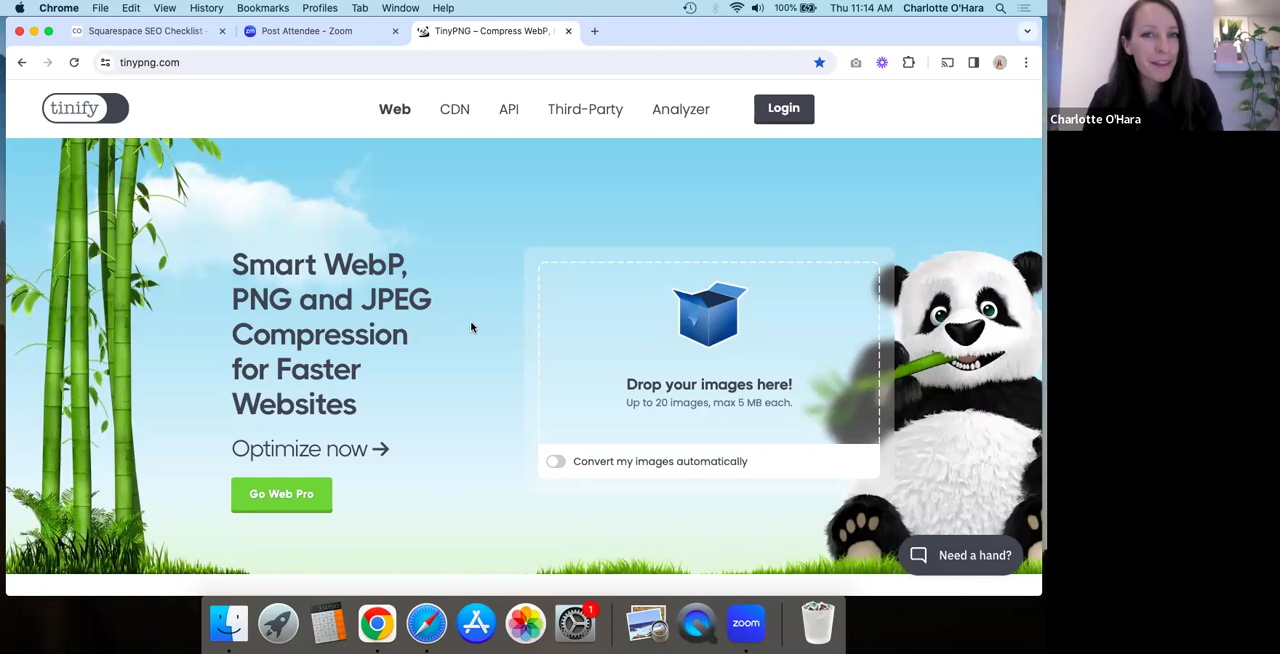 Chrome File Edit View History Bookmarks Profiles Tab Window Help 100% Thu 11:14 AM Charlotte O'Hara
CO Squarespace SEO Checklist zm Post Attendee - Zoom TinyPNG – Compress WebP,
tinypng.com
Charlotte O'Hara
tinify Web CDN API Third-Party Analyzer Login
Smart WebP,
PNG and JPEG
Compression
for Faster
Websites
Optimize now →
Go Web Pro
Drop your images here!
Up to 20 images, max 5 MB each.
Convert my images automatically
Need a hand?
1
zoom